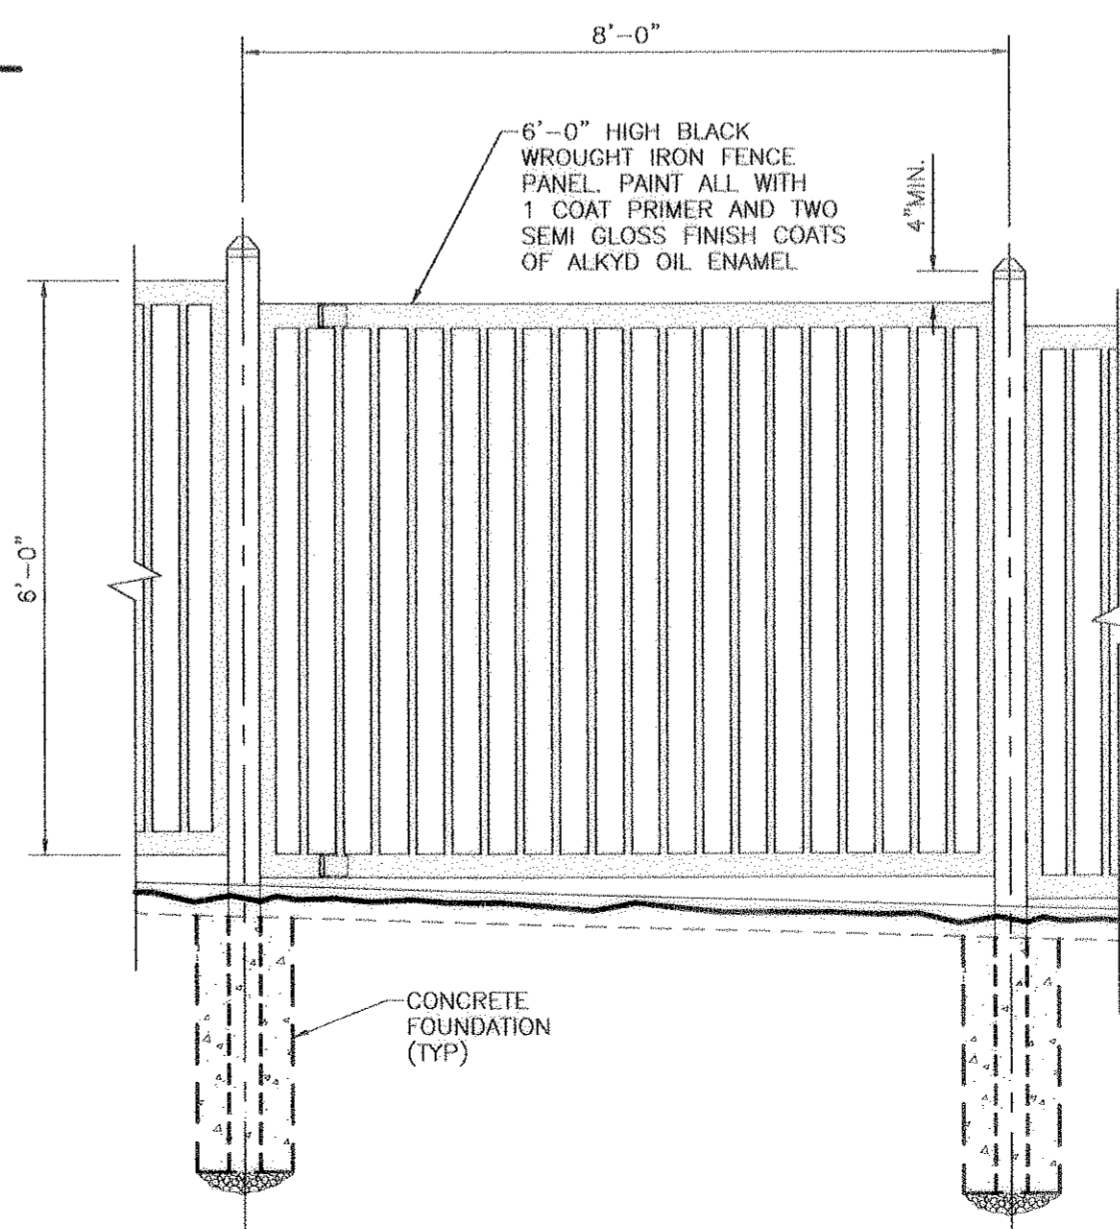 8'-0"
6'-0" HIGH BLACK
WROUGHT IRON FENCE
PANEL. PAINT ALL WITH
1 COAT PRIMER AND TWO
SEMI GLOSS FINISH COATS
OF ALKYD OIL ENAMEL
4"MIN.
6'-0"
CONCRETE
FOUNDATION
(TYP)